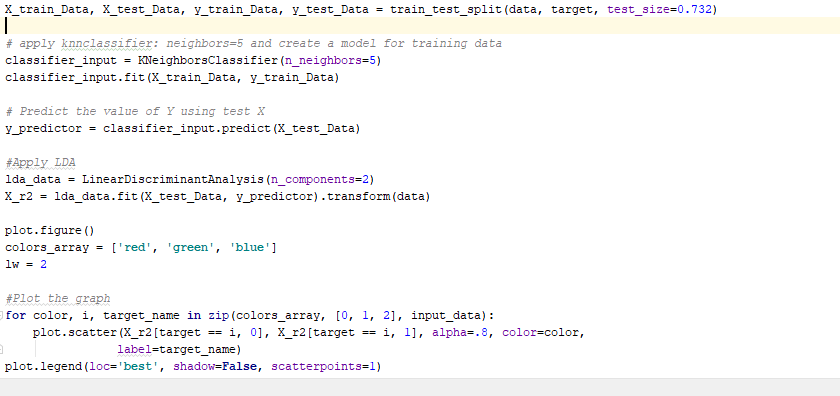 X_train_Data, X_test_Data, y_train_Data, y_test_Data = train_test_split(data, target, test_size=0.732)
# apply knnclassifier: neighbors=5 and create a model for training data
classifier_input = KNeighborsClassifier(n_neighbors=5)
classifier_input.fit(X_train_Data, y_train_Data)
# Predict the value of Y using test X
y_predictor = classifier_input.predict(X_test_Data)
#Apply LDA
lda_data = LinearDiscriminantAnalysis(n_components=2)
X_r2 = lda_data.fit(X_test_Data, y_predictor).transform(data)
plot.figure()
colors_array = ['red', 'green', 'blue']
lw = 2
#Plot the graph
for color, i, target_name in zip(colors_array, [0, 1, 2], input_data):
    plot.scatter(X_r2[target == i, 0], X_r2[target == i, 1], alpha=.8, color=color,
                label=target_name)
plot.legend(loc='best', shadow=False, scatterpoints=1)